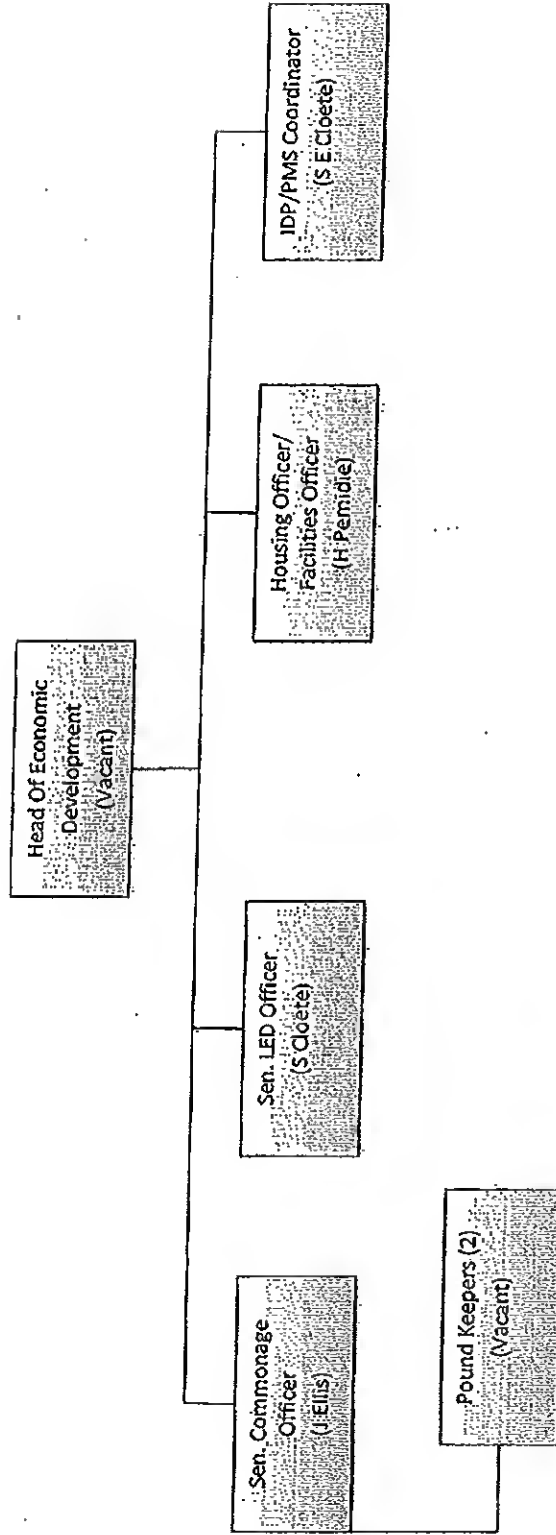 Head Of Economic
Development
(Vacant)
Sen. Commonage
Officer
(J Ellis)
Sen. LED Officer
(S Cloete)
Housing Officer/
Facilities Officer
(H Pemidie)
IDP/PMS Coordinator
(S E Cloete)
Pound Keepers (2)
(Vacant)